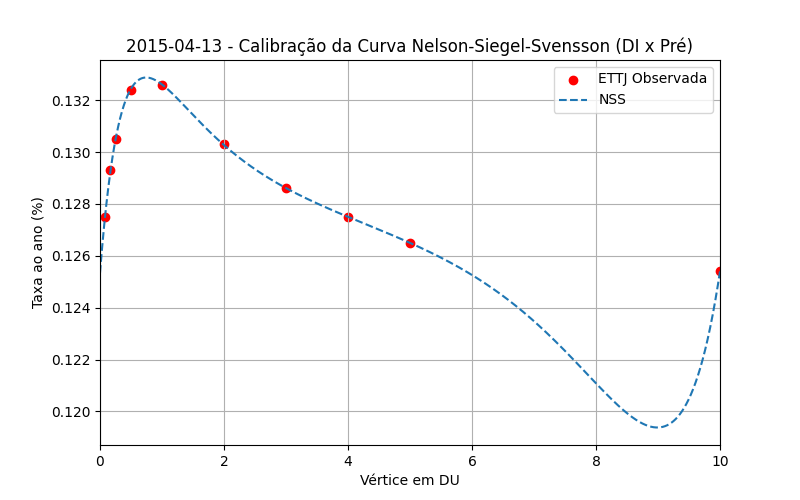 2015-04-13 - Calibração da Curva Nelson-Siegel-Svensson (DI x Pré)
ETTJ Observada
NSS
Taxa ao ano (%)
0.132
0.130
0.128
0.126
0.124
0.122
0.120
0 2 4 6 8 10
Vértice em DU